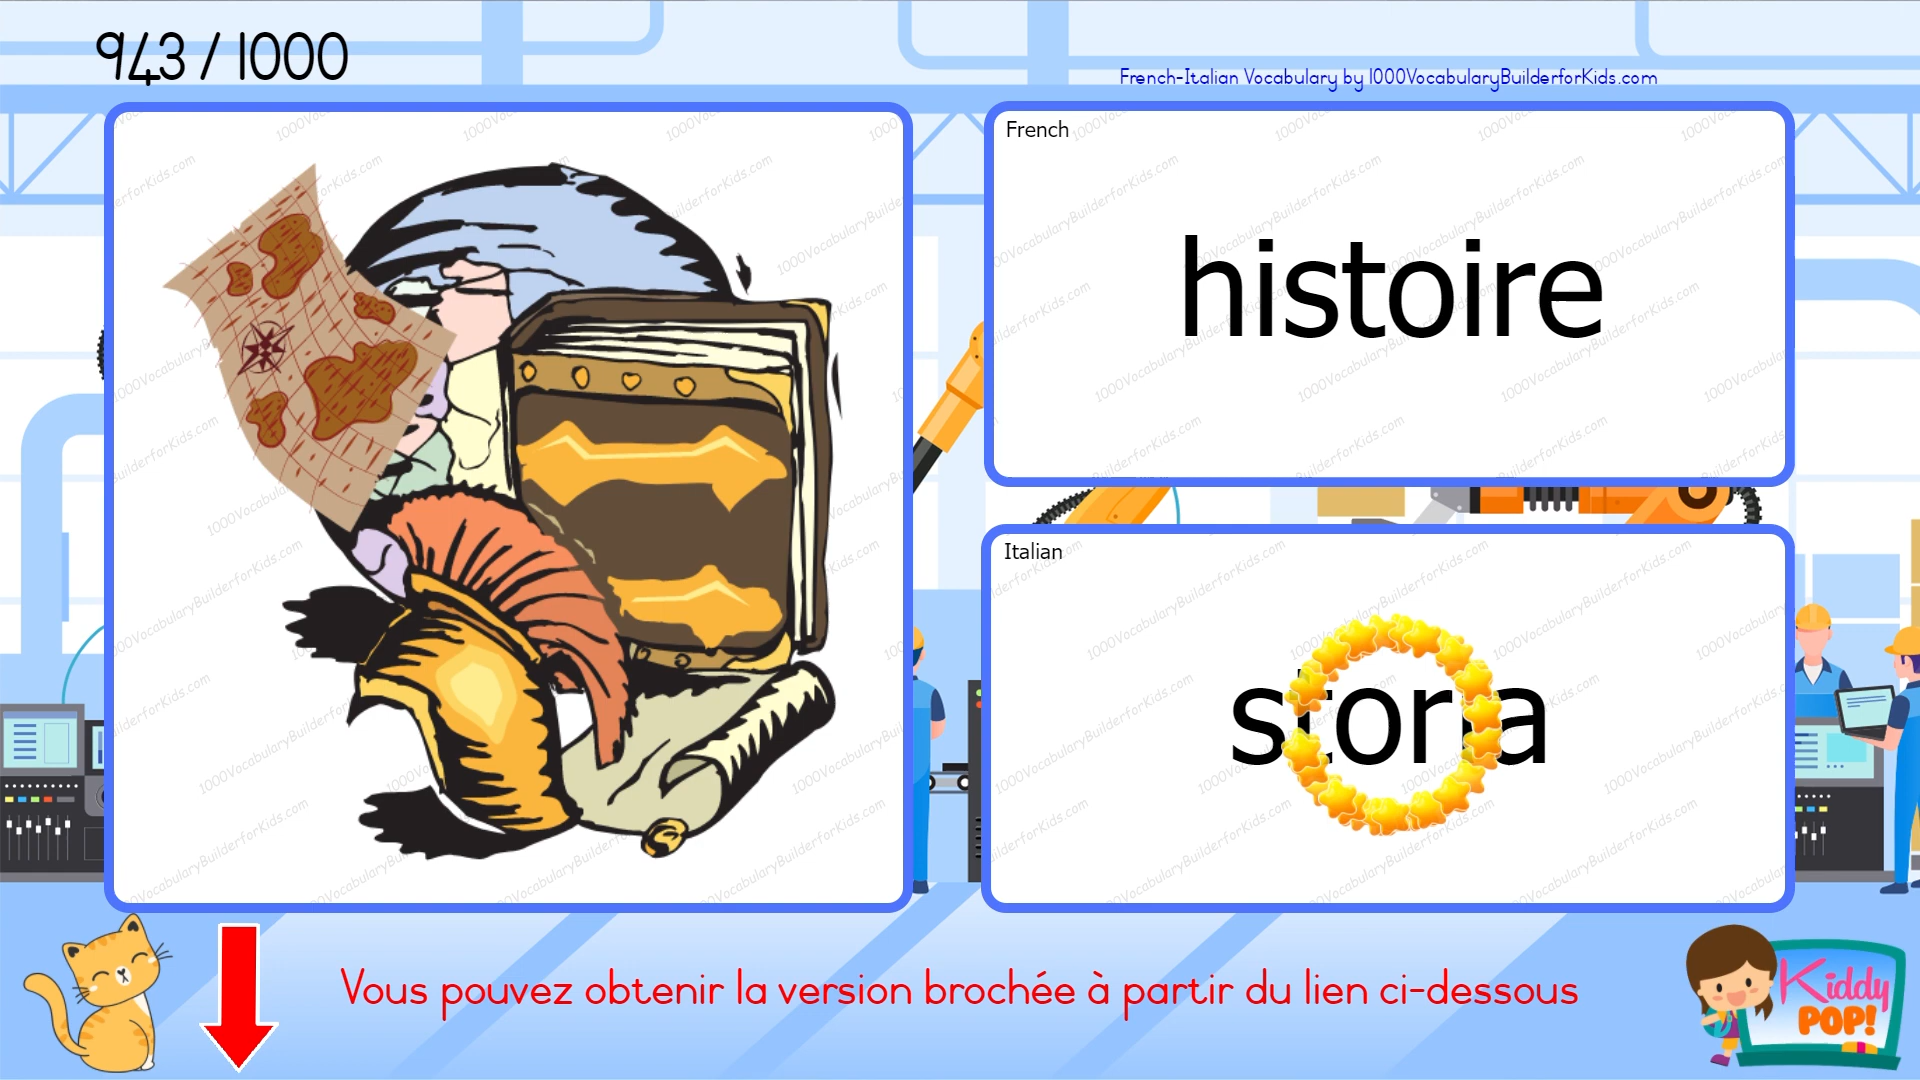 943 / 1000
French-Italian Vocabulary by 1000VocabularyBuilderforKids.com
French
histoire
Italian
storia
Vous pouvez obtenir la version brochée à partir du lien ci-dessous
Kiddy
POP!